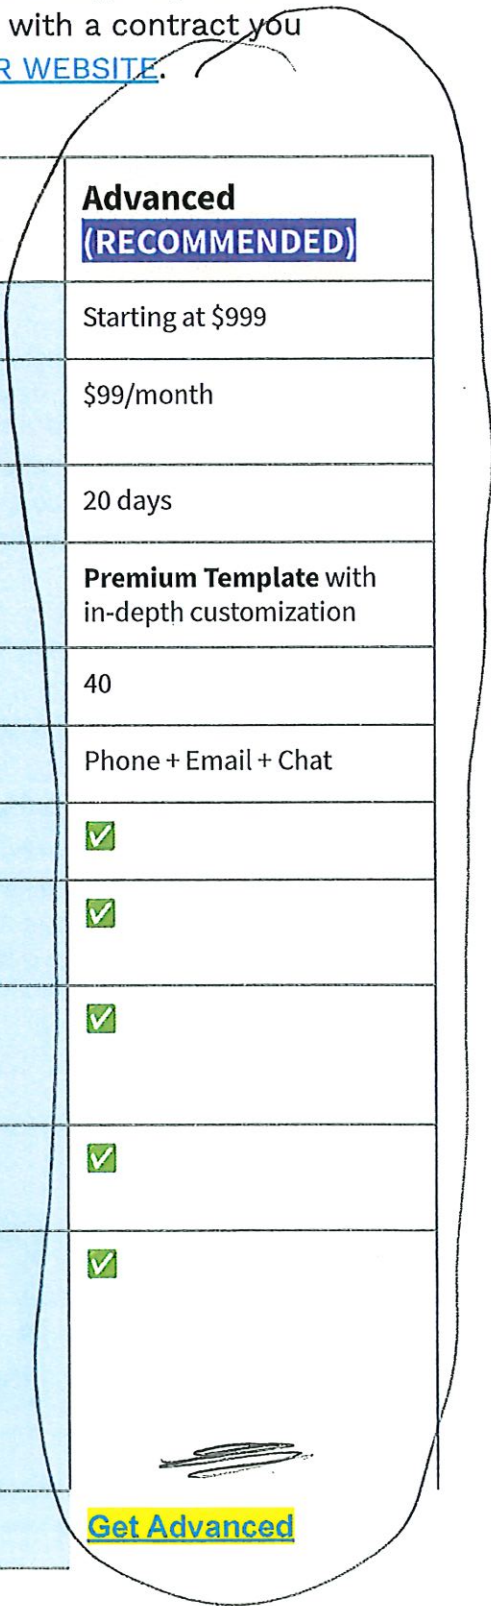 with a contract you
R WEBSITE.
Advanced
(RECOMMENDED)
Starting at $999
$99/month
20 days
Premium Template with
in-depth customization
40
Phone + Email + Chat
✅
✅
✅
✅
✅
Get Advanced